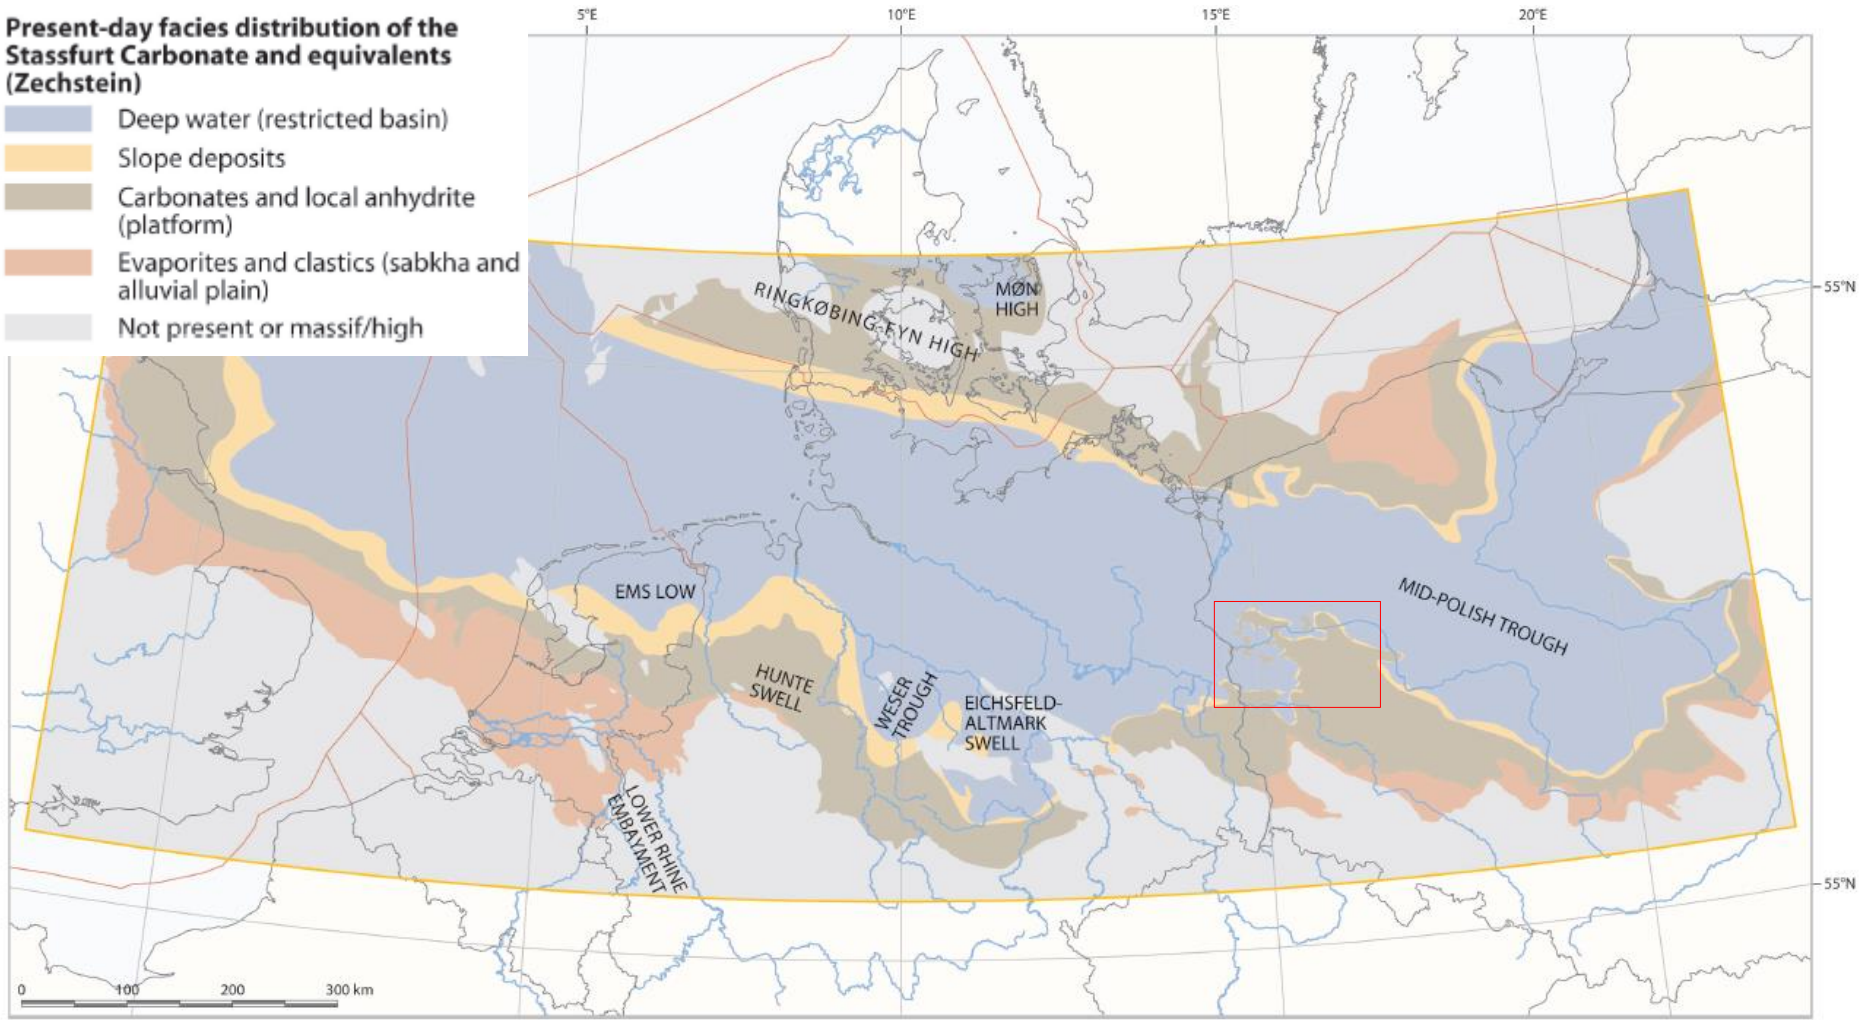 Present-day facies distribution of the
Stassfurt Carbonate and equivalents
(Zechstein)
Deep water (restricted basin)
Slope deposits
Carbonates and local anhydrite
(platform)
Evaporites and clastics (sabkha and
alluvial plain)
Not present or massif/high
5°E
10°E
15°E
20°E
55°N
55°N
RINGKØBING-FYN HIGH
MØN
HIGH
EMS LOW
HUNTE
SWELL
WESER
TROUGH
EICHSFELD-
ALTMARK
SWELL
MID-POLISH TROUGH
LOWER RHINE
EMBAYMENT
0 100 200 300 km